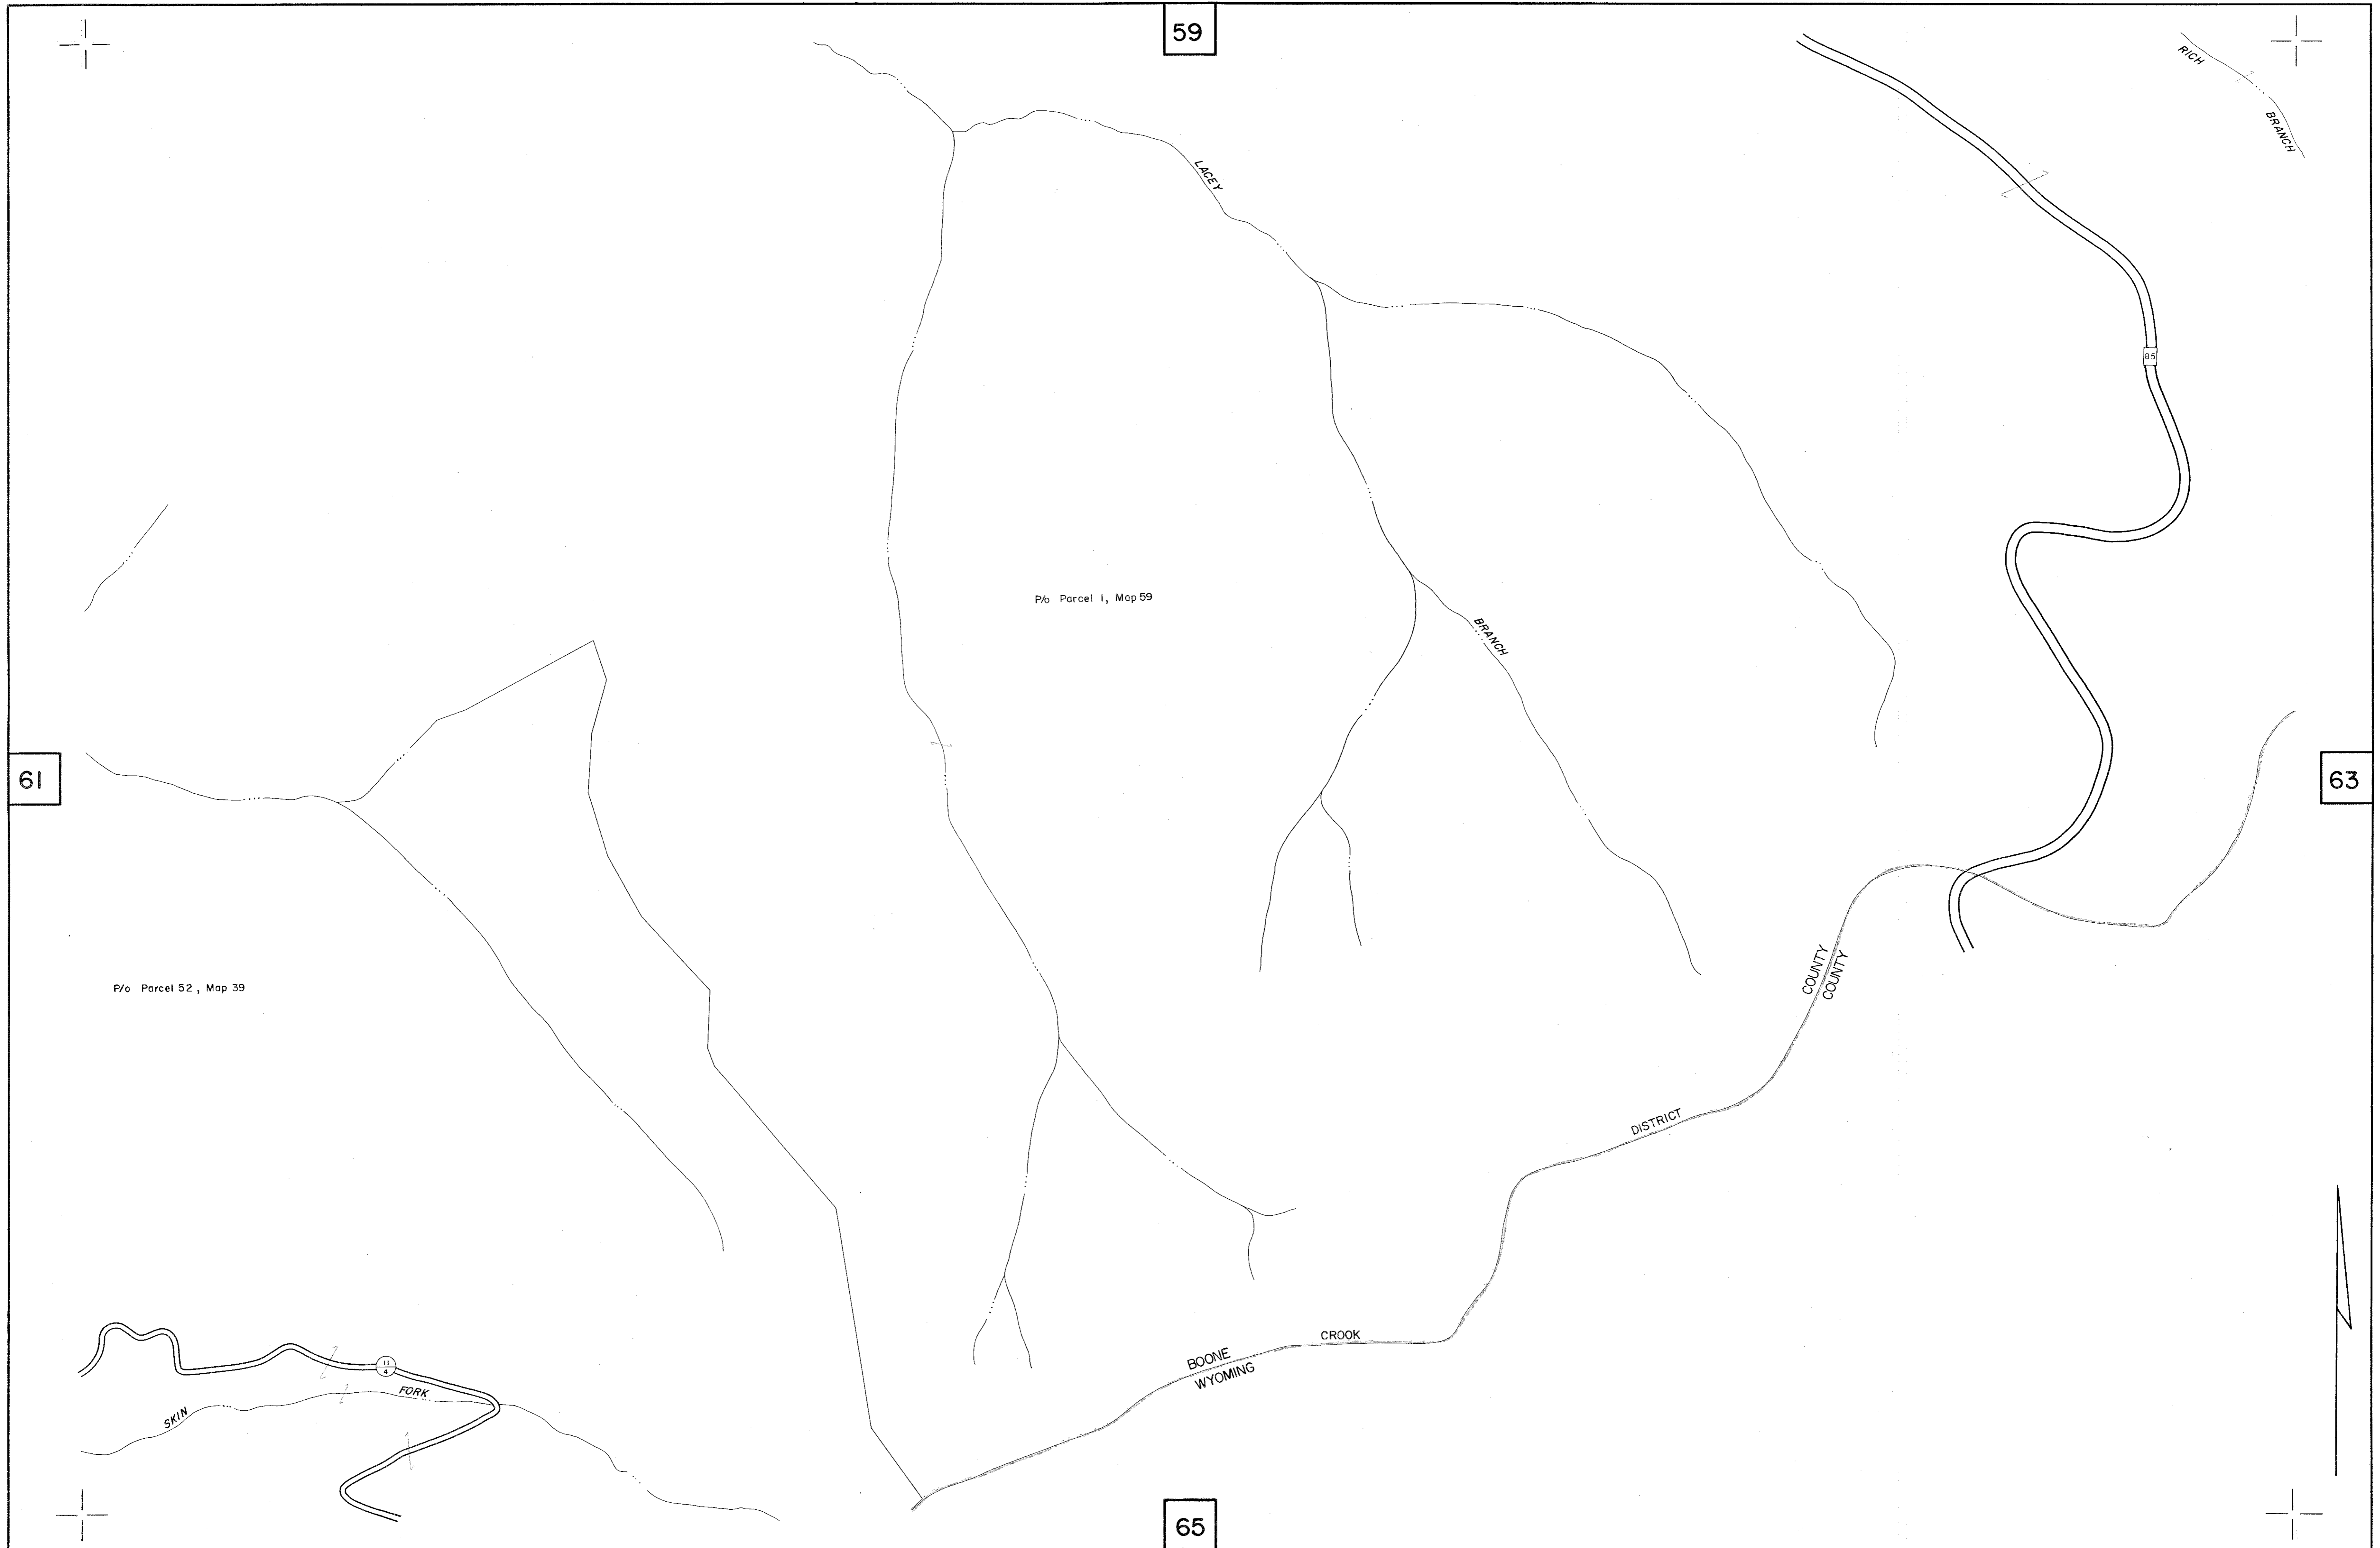 59
RICH
BRANCH
LACEY
85
P/o Parcel 1, Map 59
BRANCH
61
63
COUNTY
COUNTY
P/o Parcel 52, Map 39
DISTRICT
CROOK
BOONE
WYOMING
11
4
FORK
SKIN
65